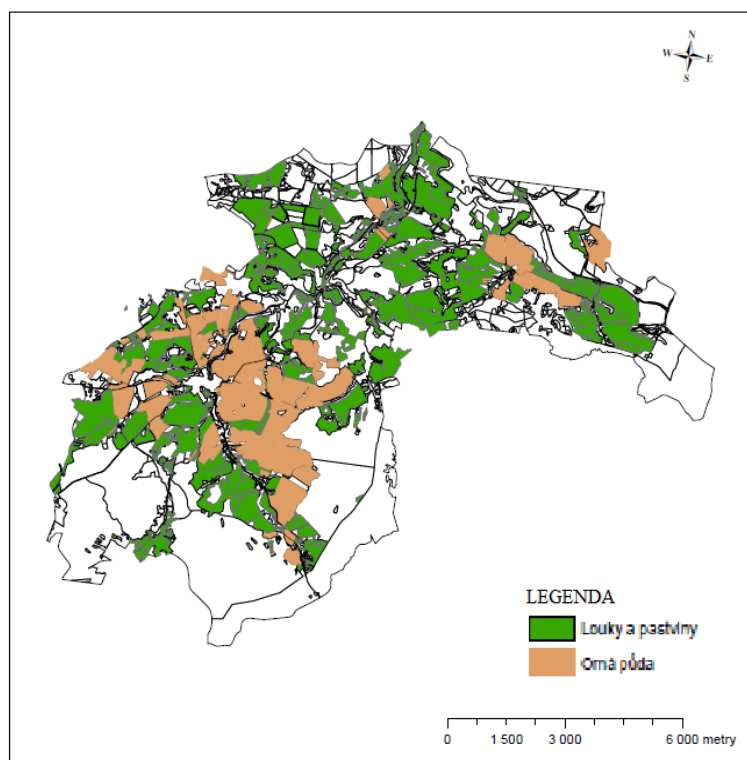 N
W E
S
LEGENDA
Louky a pastviny
Orná půda
0 1 500 3 000 6 000 metry